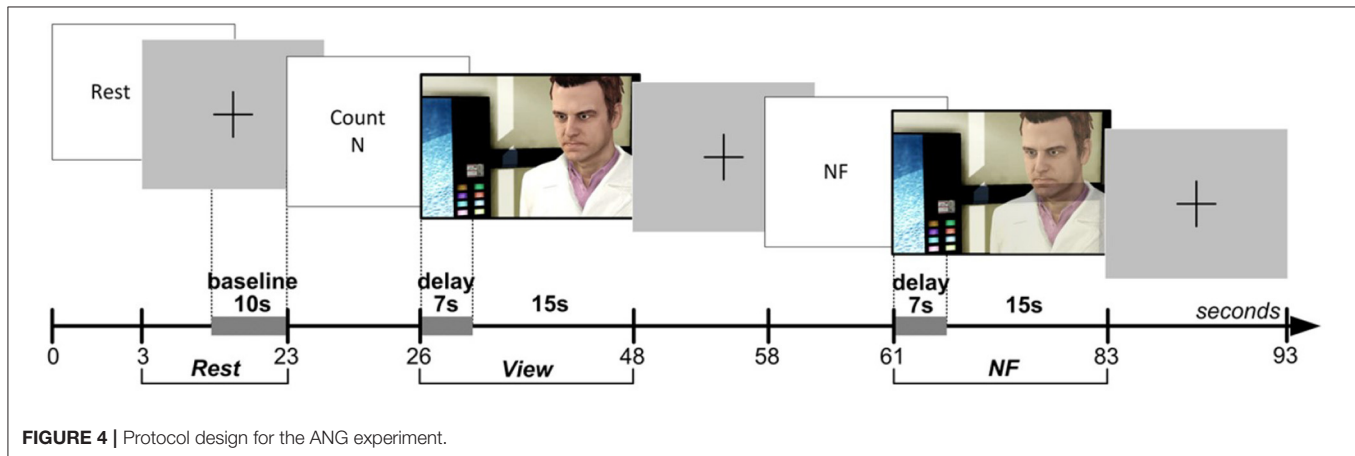 Rest
Count
N
NF
baseline
10s
delay
7s
15s
delay
7s
15s
seconds
0 3 23 26 48 58 61 83 93
Rest View NF
FIGURE 4 | Protocol design for the ANG experiment.